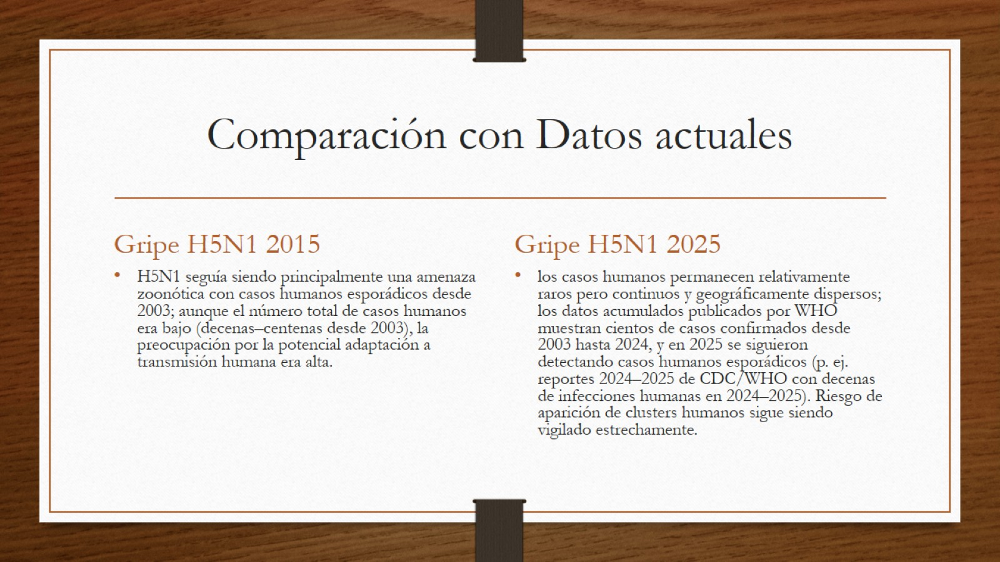 Comparación con Datos actuales
Gripe H5N1 2015
• H5N1 seguía siendo principalmente una amenaza
zoonótica con casos humanos esporádicos desde
2003; aunque el número total de casos humanos
era bajo (decenas–centenas desde 2003), la
preocupación por la potencial adaptación a
transmisión humana era alta.
Gripe H5N1 2025
• los casos humanos permanecen relativamente
raros pero continuos y geográficamente dispersos;
los datos acumulados publicados por WHO
muestran cientos de casos confirmados desde
2003 hasta 2024, y en 2025 se siguieron
detectando casos humanos esporádicos (p. ej.
reportes 2024–2025 de CDC/WHO con decenas
de infecciones humanas en 2024–2025). Riesgo de
aparición de clusters humanos sigue siendo
vigilado estrechamente.